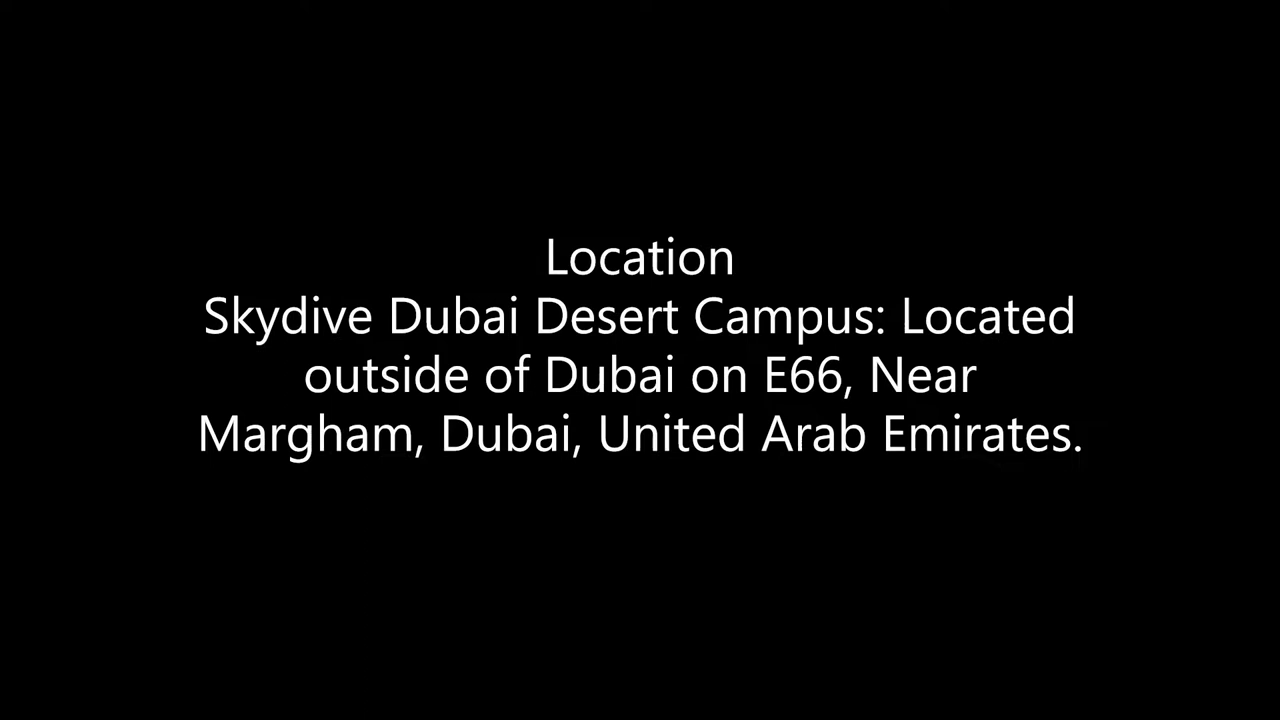 Location
Skydive Dubai Desert Campus: Located
outside of Dubai on E66, Near
Margham, Dubai, United Arab Emirates.